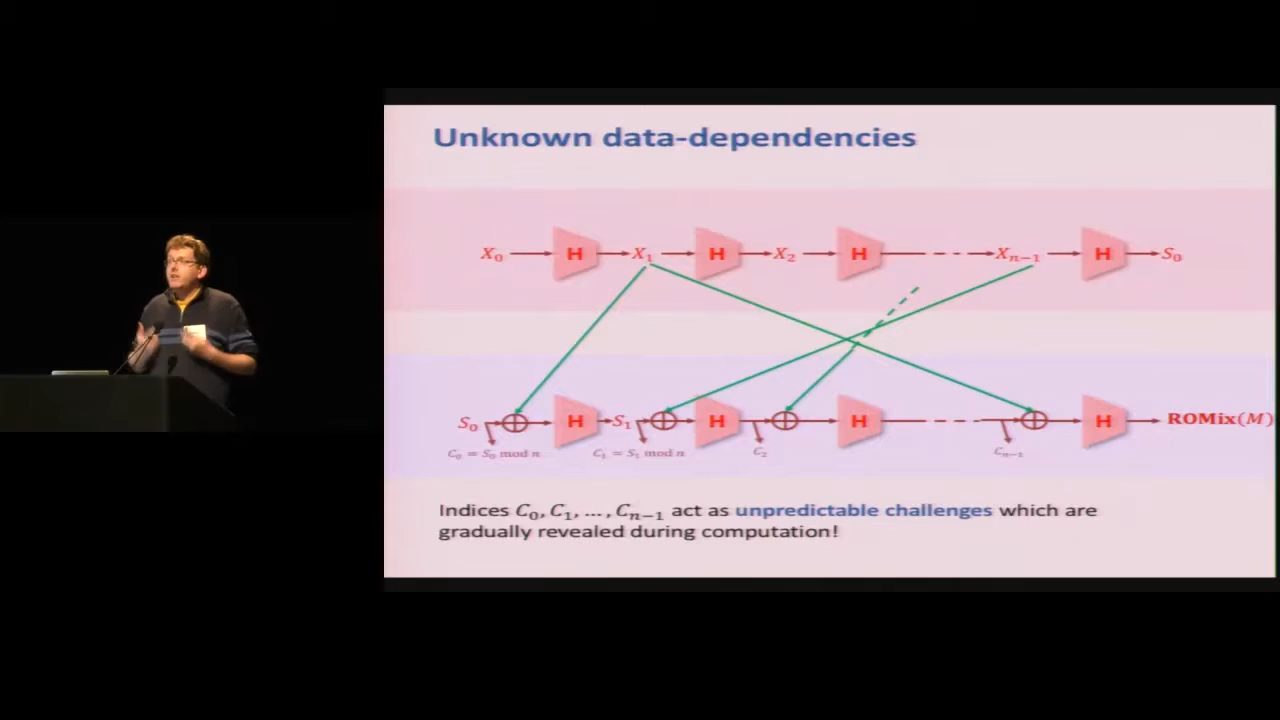 Unknown data-dependencies
X₀ H X₁ H X₂ H Xₙ₋₁ H S₀
S₀ H S₁ H H H ROMix(M)
C₀ = S₀ mod n C₁ = S₁ mod n C₂ Cₙ₋₁
Indices C₀, C₁, ... , Cₙ₋₁ act as unpredictable challenges which are
gradually revealed during computation!